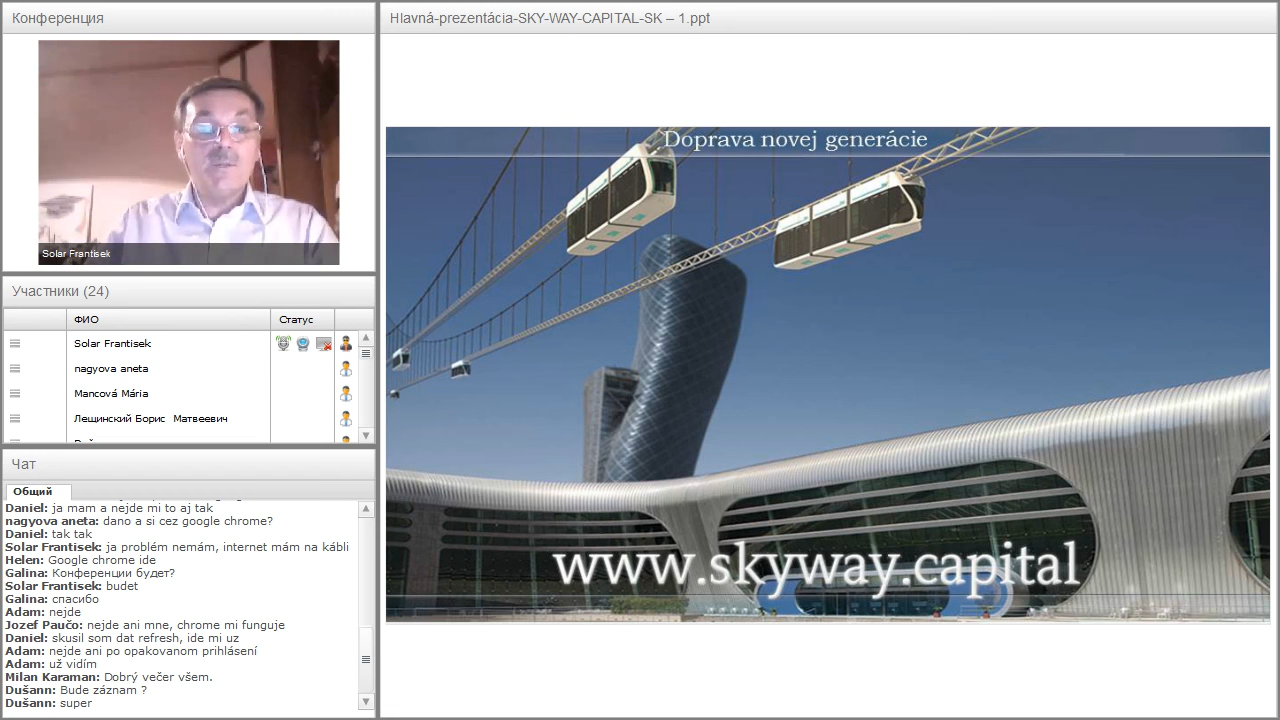 Конференция
Solar Frantisek
Участники (24)
ФИО
Статус
Solar Frantisek
nagyova aneta
Mancová Mária
Лещинский Борис Матвеевич
Чат
Общий
Daniel: ja mam a nejde mi to aj tak
nagyova aneta: dano a si cez google chrome?
Daniel: tak tak
Solar Frantisek: ja problém nemám, internet mám na kábli
Helen: Google chrome ide
Galina: Конференции будет?
Solar Frantisek: budet
Galina: спасибо
Adam: nejde
Jozef Paučo: nejde ani mne, chrome mi funguje
Daniel: skusil som dat refresh, ide mi uz
Adam: nejde ani po opakovanom prihlásení
Adam: už vidím
Milan Karaman: Dobrý večer všem.
Dušann: Bude záznam ?
Dušann: super
Hlavná-prezentácia-SKY-WAY-CAPITAL-SK – 1.ppt
Doprava novej generácie
www.skyway.capital